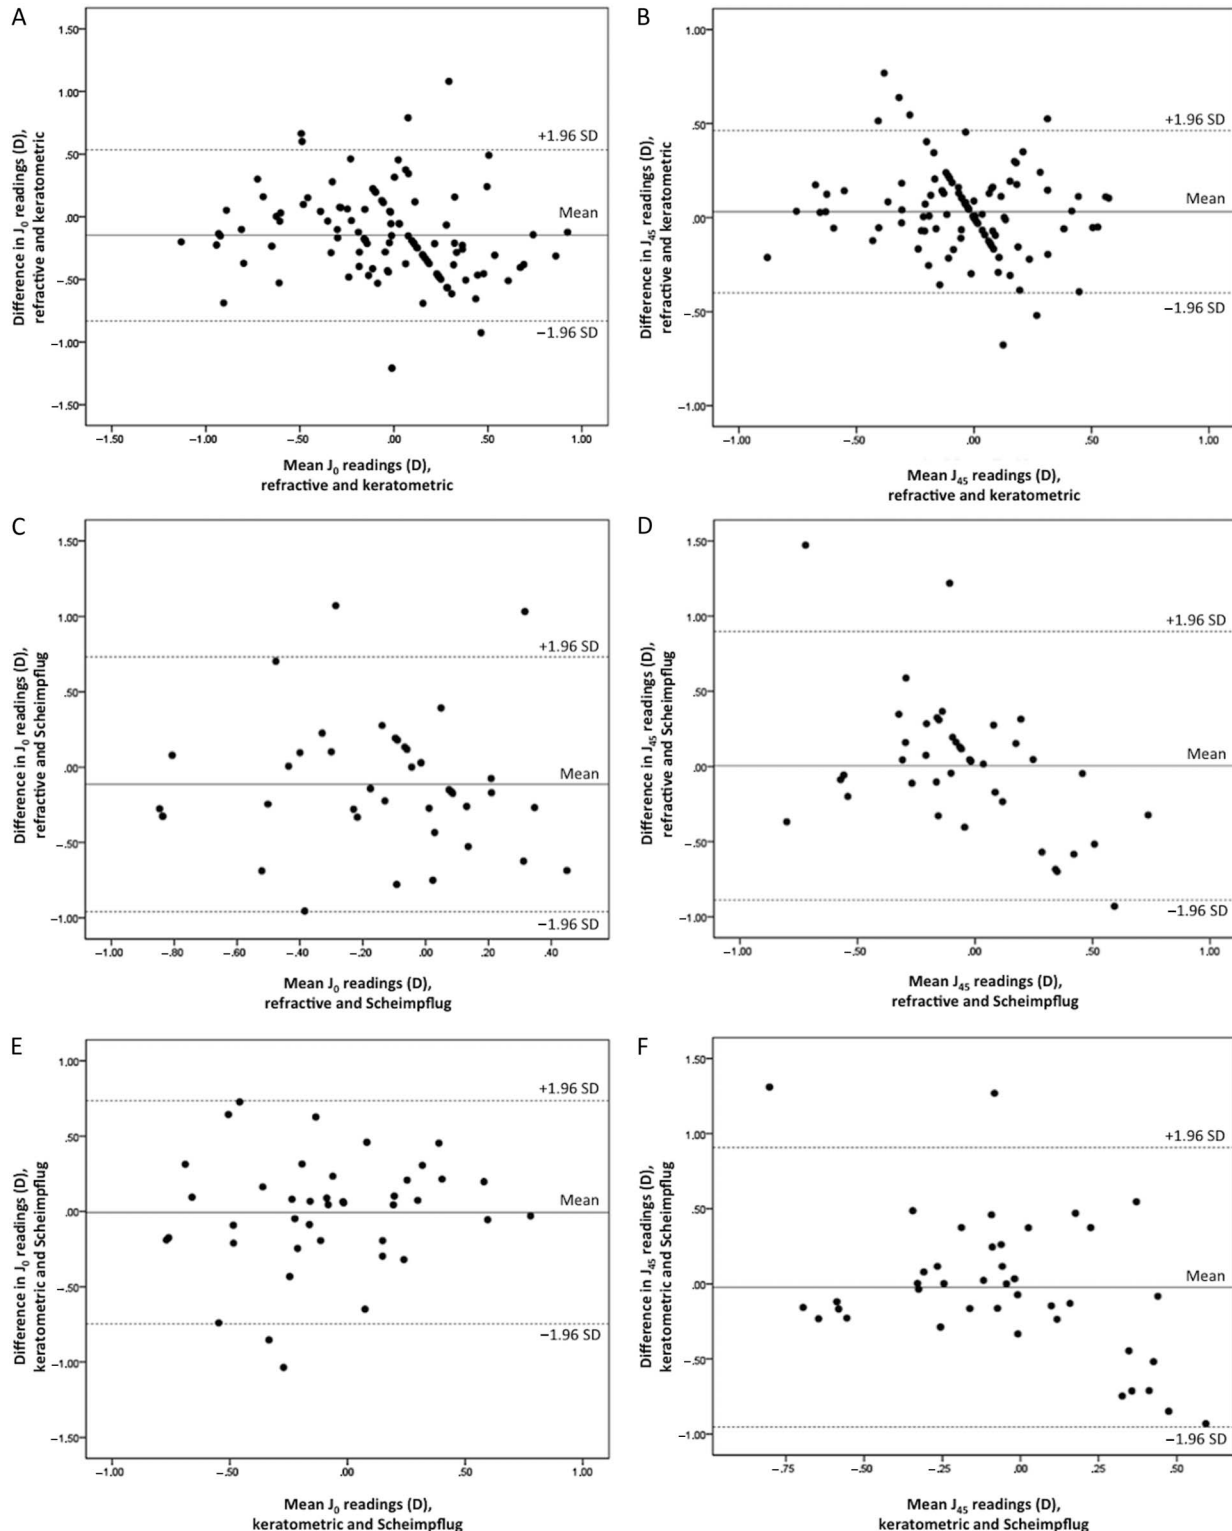 A
1.50
1.00
.50
.00
−.50
−1.00
−1.50
Difference in J0 readings (D),
refractive and keratometric
+1.96 SD
Mean
−1.96 SD
−1.50
−1.00
−.50
.00
.50
1.00
Mean J0 readings (D),
refractive and keratometric
B
1.00
.50
.00
−.50
−1.00
Difference in J45 readings (D),
refractive and keratometric
+1.96 SD
Mean
−1.96 SD
−1.00
−.50
.00
.50
1.00
Mean J45 readings (D),
refractive and keratometric
C
1.50
1.00
.50
.00
−.50
−1.00
Difference in J0 readings (D),
refractive and Scheimpflug
+1.96 SD
Mean
−1.96 SD
−1.00
−.80
−.60
−.40
−.20
.00
.20
.40
Mean J0 readings (D),
refractive and Scheimpflug
D
1.50
1.00
.50
.00
−.50
−1.00
Difference in J45 readings (D),
refractive and Scheimpflug
+1.96 SD
Mean
−1.96 SD
−1.00
−.50
.00
.50
1.00
Mean J45 readings (D),
refractive and Scheimpflug
E
1.00
.50
.00
−.50
−1.00
−1.50
Difference in J0 readings (D),
keratometric and Scheimpflug
+1.96 SD
Mean
−1.96 SD
−1.00
−.50
.00
.50
1.00
Mean J0 readings (D),
keratometric and Scheimpflug
F
1.50
1.00
.50
.00
−.50
−1.00
Difference in J45 readings (D),
keratometric and Scheimpflug
+1.96 SD
Mean
−1.96 SD
−.75
−.50
−.25
.00
.25
.50
Mean J45 readings (D),
keratometric and Scheimpflug